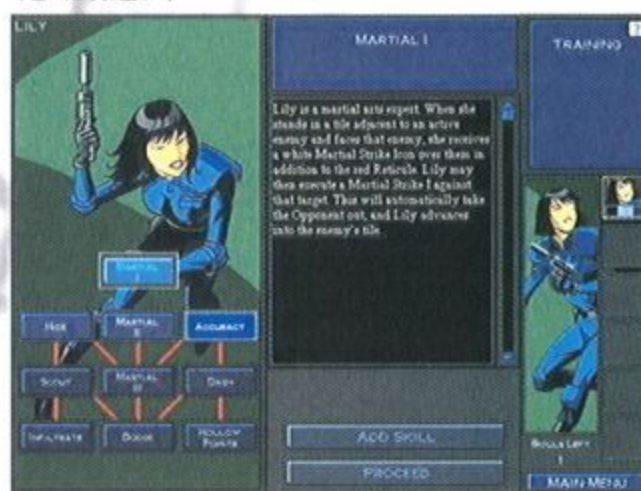 LILY
MARTIAL I
TRAINING
?
Lily is a martial arts expert. When she
stands in a tile adjacent to an active
enemy and faces that enemy, she receives
a white Martial Strike Icon over them in
addition to the red Reticule. Lily may
then execute a Martial Strike I against
that target. This will automatically take
the Opponent out, and Lily advances
into the enemy's tile.
MARTIAL
I
HIDE
MARTIAL
II
ACCURACY
SCOUT
MARTIAL
III
DASH
INFILTRATE
DODGE
HOLLOW
POINTS
ADD SKILL
PROCEED
SKILLS LEFT
1
MAIN MENU